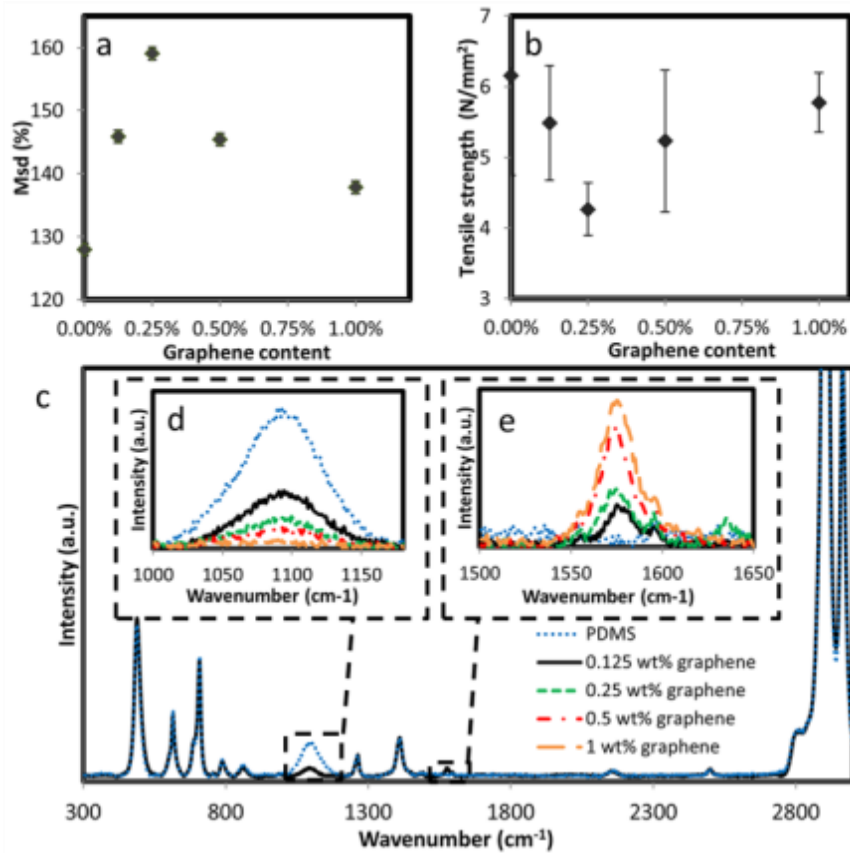 a
160
150
140
130
120
Msd (%)
0.00% 0.25% 0.50% 0.75% 1.00%
Graphene content
b
7
6
5
4
3
Tensile strength (N/mm²)
0.00% 0.25% 0.50% 0.75% 1.00%
Graphene content
c
Intensity (a.u.)
d
Intensity (a.u.)
1000 1050 1100 1150
Wavenumber (cm-1)
e
Intensity (a.u.)
1500 1550 1600 1650
Wavenumber (cm-1)
PDMS
0.125 wt% graphene
0.25 wt% graphene
0.5 wt% graphene
1 wt% graphene
300 800 1300 1800 2300 2800
Wavenumber (cm⁻¹)